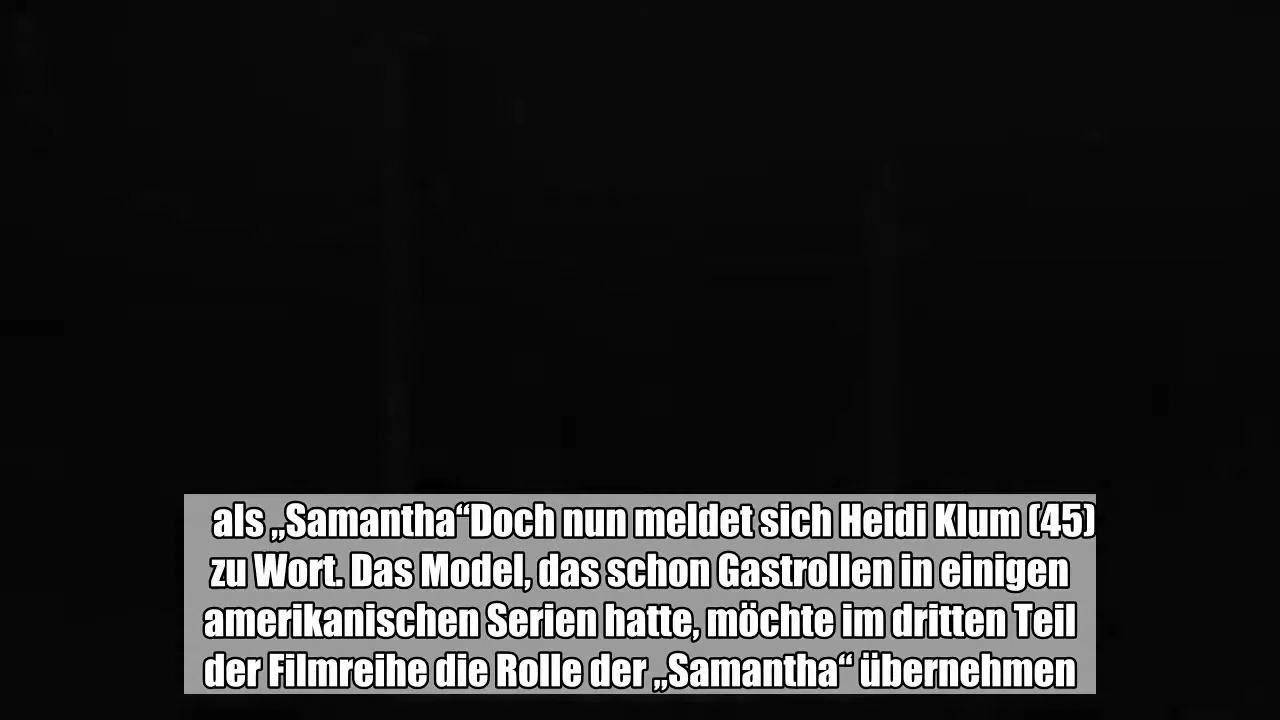 als „Samantha“Doch nun meldet sich Heidi Klum (45)
zu Wort. Das Model, das schon Gastrollen in einigen
amerikanischen Serien hatte, möchte im dritten Teil
der Filmreihe die Rolle der „Samantha“ übernehmen